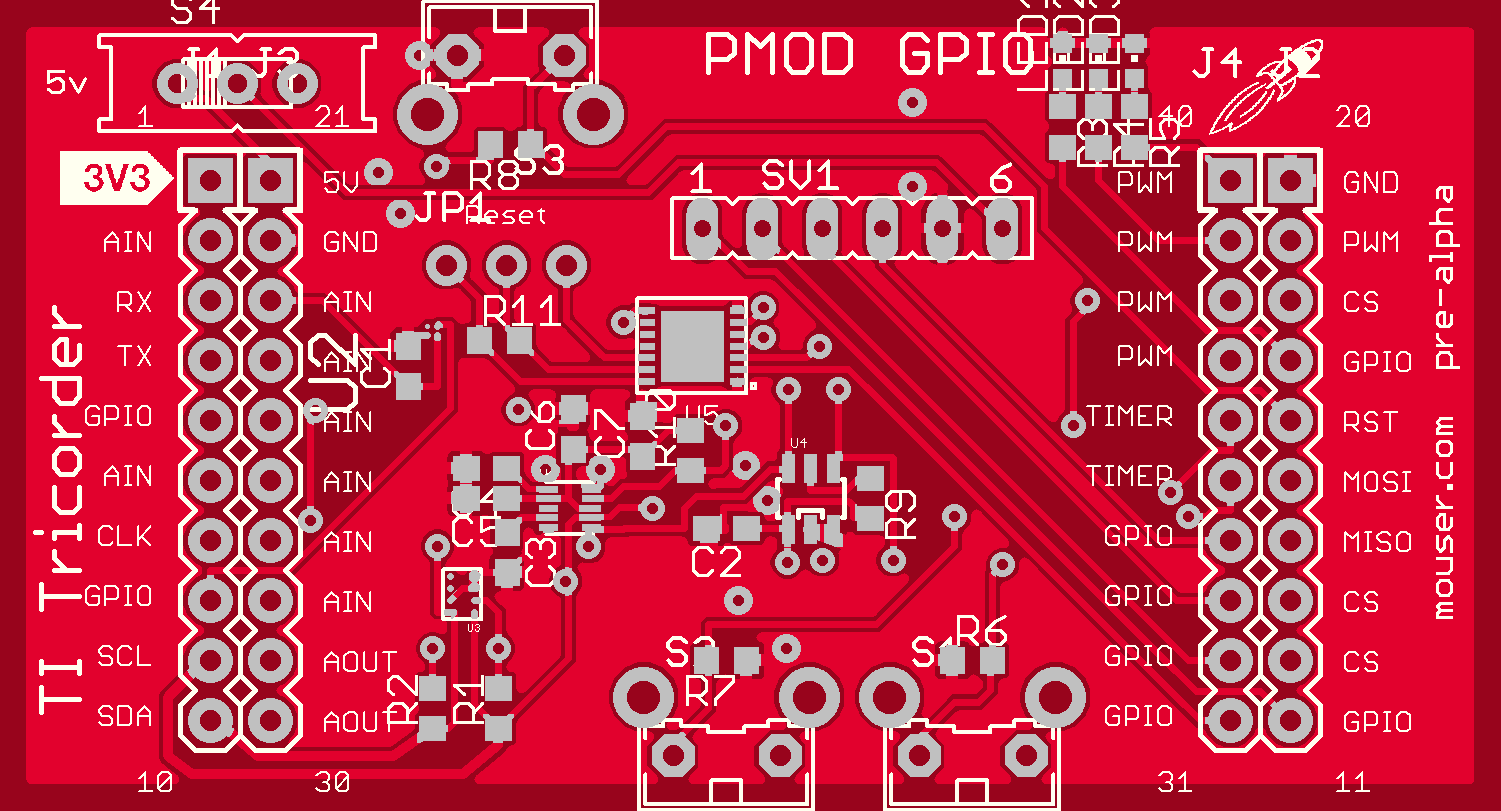 S4
PMOD GPIO
5v
J1
J3
J4
J2
1
21
40
20
3V3
5V
R8
S3
R3
R4
R5
JP1
Reset
1
SV1
6
PWM
GND
AIN
GND
PWM
PWM
RX
AIN
R11
PWM
CS
TX
AIN
U2
C1
PWM
GPIO
GPIO
AIN
C6
C7
R10
U5
U4
TIMER
RST
AIN
AIN
TIMER
MOSI
CLK
AIN
C5
C3
C2
R9
GPIO
MISO
GPIO
AIN
U3
GPIO
CS
SCL
AOUT
S2
S1
R6
GPIO
CS
SDA
AOUT
R2
R1
R7
GPIO
GPIO
10
30
31
11
TI Tricorder
mouser.com pre-alpha